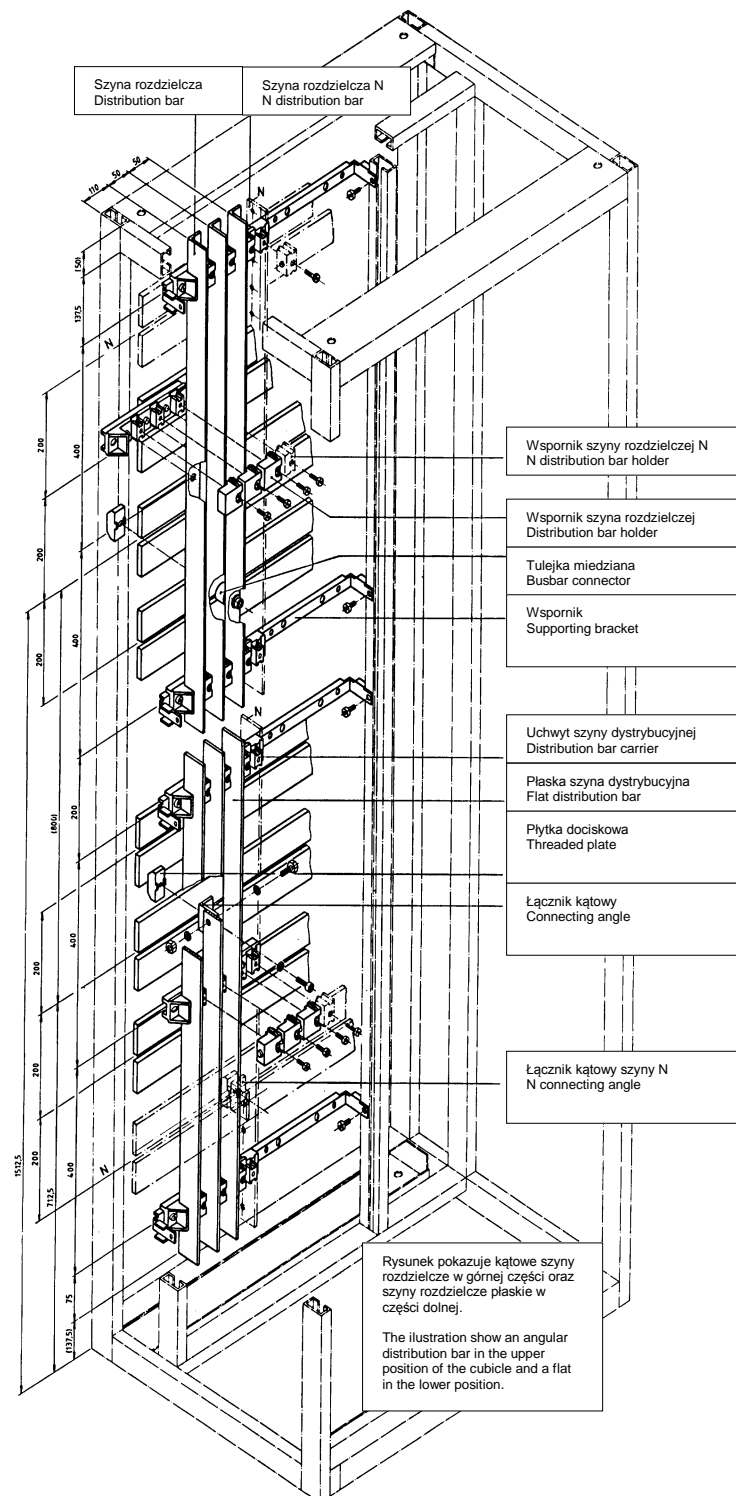 Szyna rozdzielcza
Distribution bar
Szyna rozdzielcza N
N distribution bar
110
50
50
N
(50)
137,5
N
200
400
Wspornik szyny rozdzielczej N
N distribution bar holder
200
Wspornik szyna rozdzielczej
Distribution bar holder
Tulejka miedziana
Busbar connector
Wspornik
Supporting bracket
200
400
N
Uchwyt szyny dystrybucyjnej
Distribution bar carrier
200
Płaska szyna dystrybucyjna
Flat distribution bar
(800)
Płytka dociskowa
Threaded plate
Łącznik kątowy
Connecting angle
200
400
200
Łącznik kątowy szyny N
N connecting angle
200
N
400
1512,5
712,5
75
(137,5)
Rysunek pokazuje kątowe szyny
rozdzielcze w górnej części oraz
szyny rozdzielcze płaskie w
części dolnej.
The ilustration show an angular
distribution bar in the upper
position of the cubicle and a flat
in the lower position.